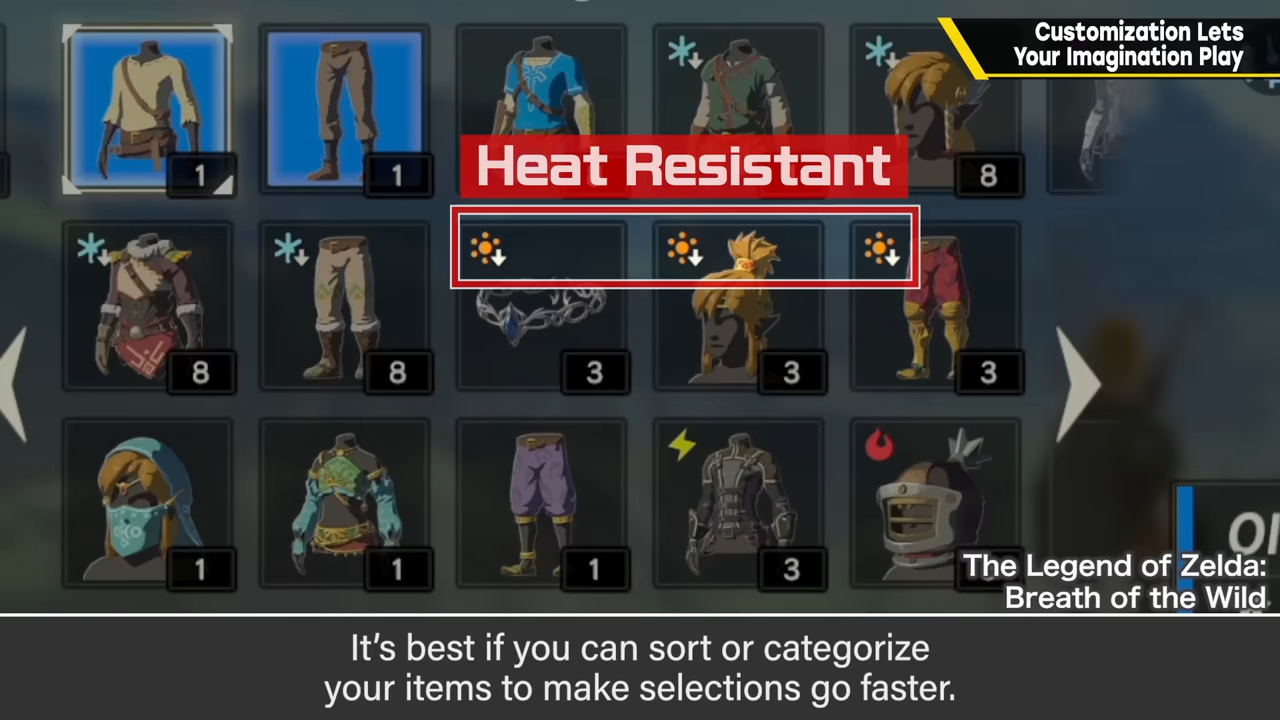 Customization Lets
Your Imagination Play
1
1
Heat Resistant
8
8
8
3
3
3
1
1
1
3
The Legend of Zelda:
Breath of the Wild
It's best if you can sort or categorize
your items to make selections go faster.